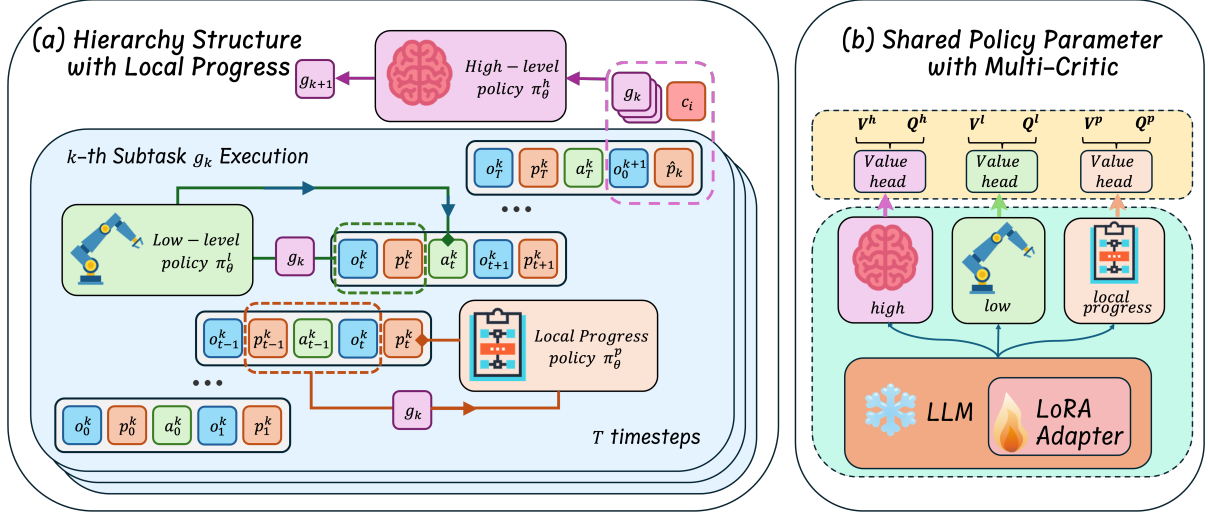 (a) Hierarchy Structure
with Local Progress
g_{k+1}
High-level
policy π_θ^h
g_k
c_i
k-th Subtask g_k Execution
o_T^k p_T^k a_T^k o_0^{k+1} p̂_k
•••
Low-level
policy π_θ^l
g_k
o_t^k p_t^k a_t^k o_{t+1}^k p_{t+1}^k
o_{t-1}^k p_{t-1}^k a_{t-1}^k o_t^k p_t^k
Local Progress
policy π_θ^p
•••
g_k
o_0^k p_0^k a_0^k o_1^k p_1^k
T timesteps
(b) Shared Policy Parameter
with Multi-Critic
V^h Q^h V^l Q^l V^p Q^p
Value
head
Value
head
Value
head
high
low
local
progress
LLM
LoRA
Adapter